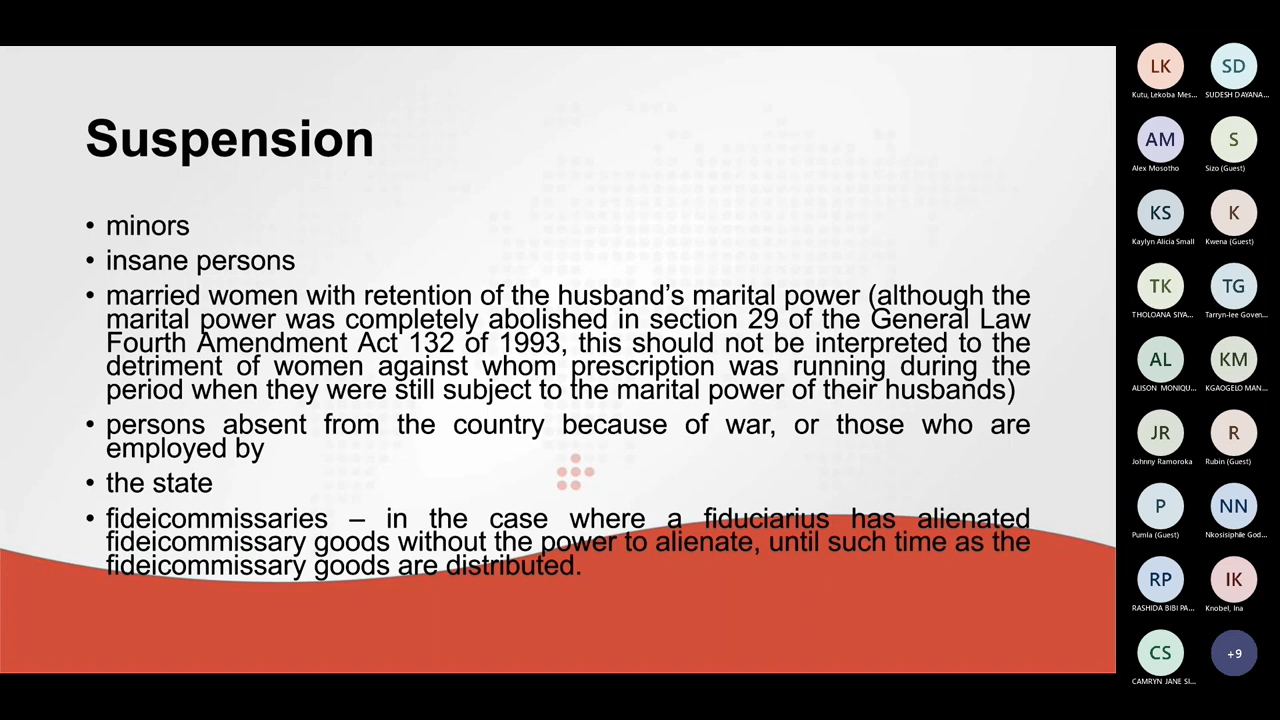 Suspension
• minors
• insane persons
• married women with retention of the husband's marital power (although the
marital power was completely abolished in section 29 of the General Law
Fourth Amendment Act 132 of 1993, this should not be interpreted to the
detriment of women against whom prescription was running during the
period when they were still subject to the marital power of their husbands)
• persons absent from the country because of war, or those who are
employed by
• the state
• fideicommissaries – in the case where a fiduciarius has alienated
fideicommissary goods without the power to alienate, until such time as the
fideicommissary goods are distributed.
LK
SD
Kutu, Lekoba Mes...
SUDESH DAYANA...
AM
S
Alex Mosotho
Sizo (Guest)
KS
K
Kaylyn Alicia Small
Kwena (Guest)
TK
TG
THOLOANA SIYA...
Tarryn-lee Goven...
AL
KM
ALISON MONIQU...
KGAOGELO MAN...
JR
R
Johnny Ramoroka
Rubin (Guest)
P
NN
Pumla (Guest)
Nkosisiphile God...
RP
IK
RASHIDA BIBI PA...
Knobel, Ina
CS
+9
CAMRYN JANE SI...